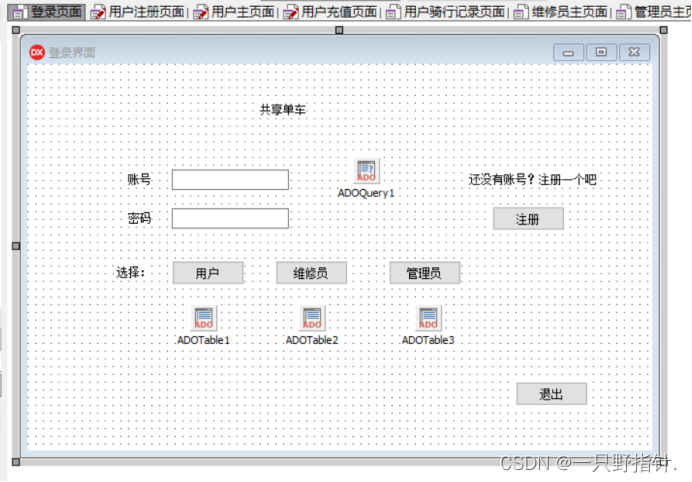 登录页面 用户注册页面 用户主页面 用户充值页面 用户骑行记录页面 维修员主页面 管理员主页
DX 登录界面
共享单车
账号 ADO ADOQuery1 还没有账号？注册一个吧
密码 注册
选择： 用户 维修员 管理员
ADO ADO ADO
ADOTable1 ADOTable2 ADOTable3
退出
CSDN @一只野指针.